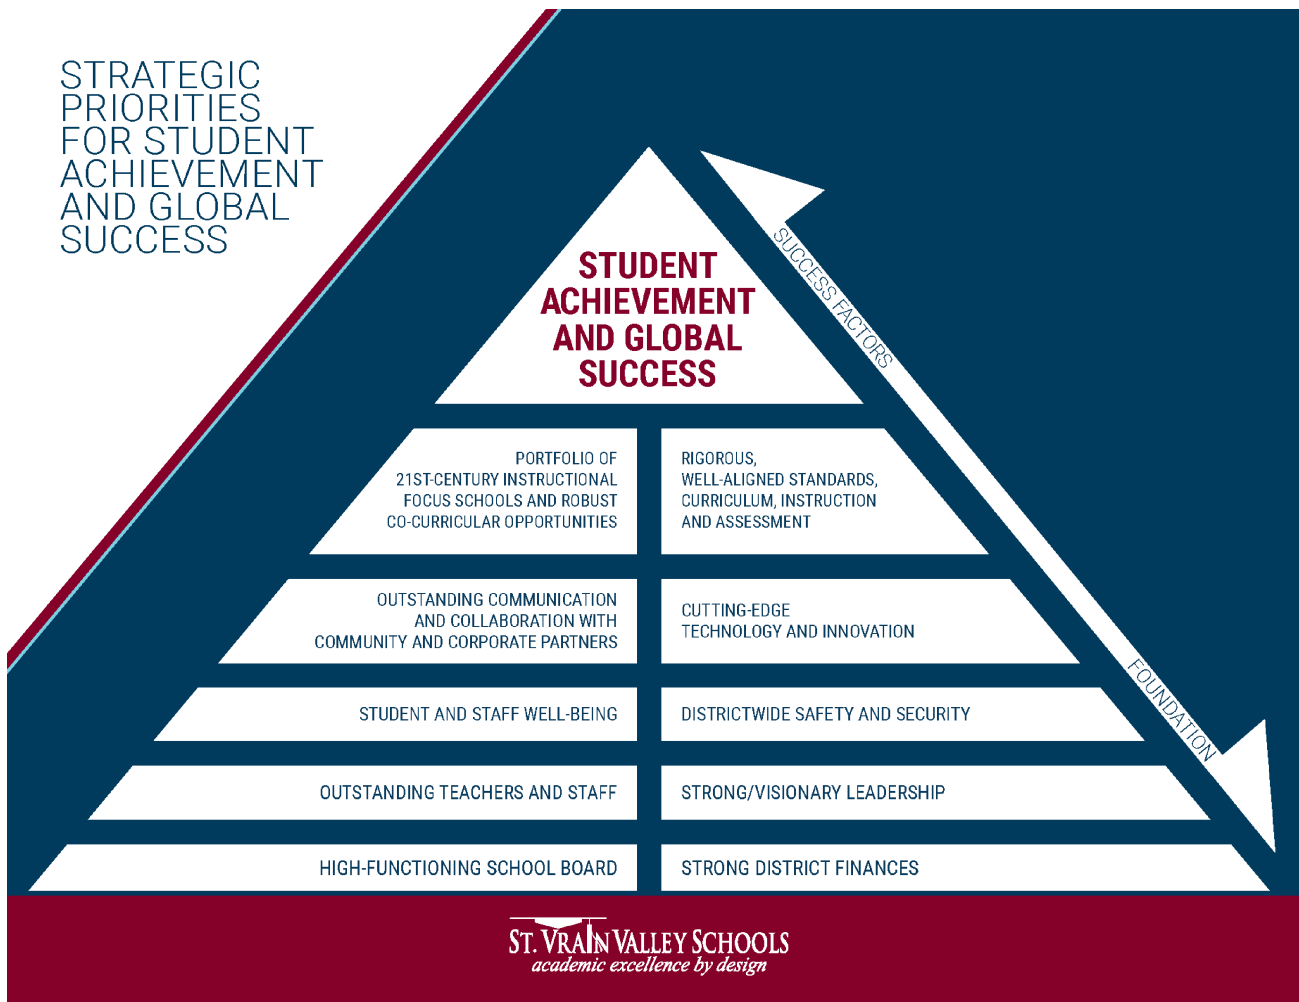 STRATEGIC
PRIORITIES
FOR STUDENT
ACHIEVEMENT
AND GLOBAL
SUCCESS
STUDENT
ACHIEVEMENT
AND GLOBAL
SUCCESS
SUCCESS FACTORS
PORTFOLIO OF
21ST-CENTURY INSTRUCTIONAL
FOCUS SCHOOLS AND ROBUST
CO-CURRICULAR OPPORTUNITIES
RIGOROUS,
WELL-ALIGNED STANDARDS,
CURRICULUM, INSTRUCTION
AND ASSESSMENT
OUTSTANDING COMMUNICATION
AND COLLABORATION WITH
COMMUNITY AND CORPORATE PARTNERS
CUTTING-EDGE
TECHNOLOGY AND INNOVATION
FOUNDATION
STUDENT AND STAFF WELL-BEING
DISTRICTWIDE SAFETY AND SECURITY
OUTSTANDING TEACHERS AND STAFF
STRONG/VISIONARY LEADERSHIP
HIGH-FUNCTIONING SCHOOL BOARD
STRONG DISTRICT FINANCES
ST. VRAIN VALLEY SCHOOLS
academic excellence by design